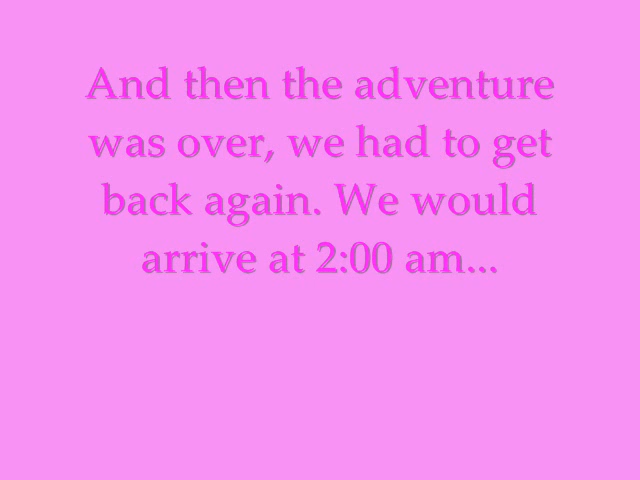 And then the adventure
was over, we had to get
back again. We would
arrive at 2:00 am...